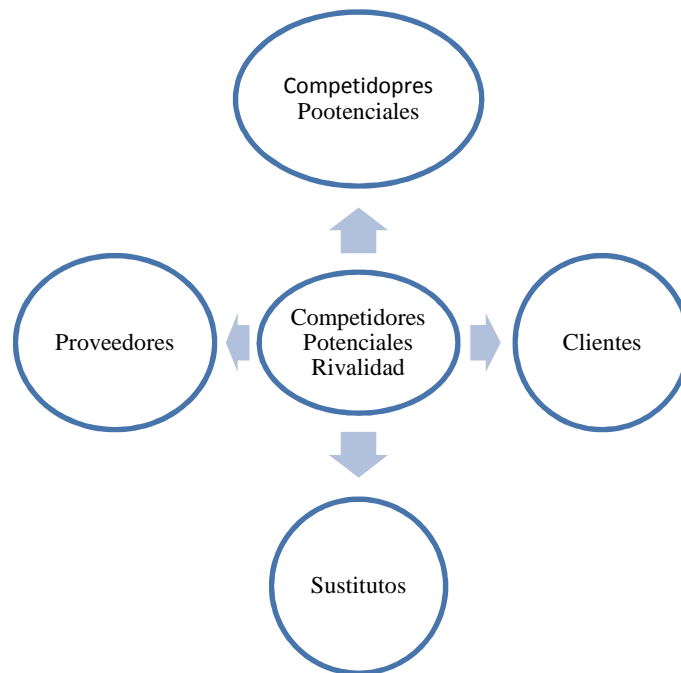 Competidopres
Pootenciales
Proveedores
Competidores
Potenciales
Rivalidad
Clientes
Sustitutos